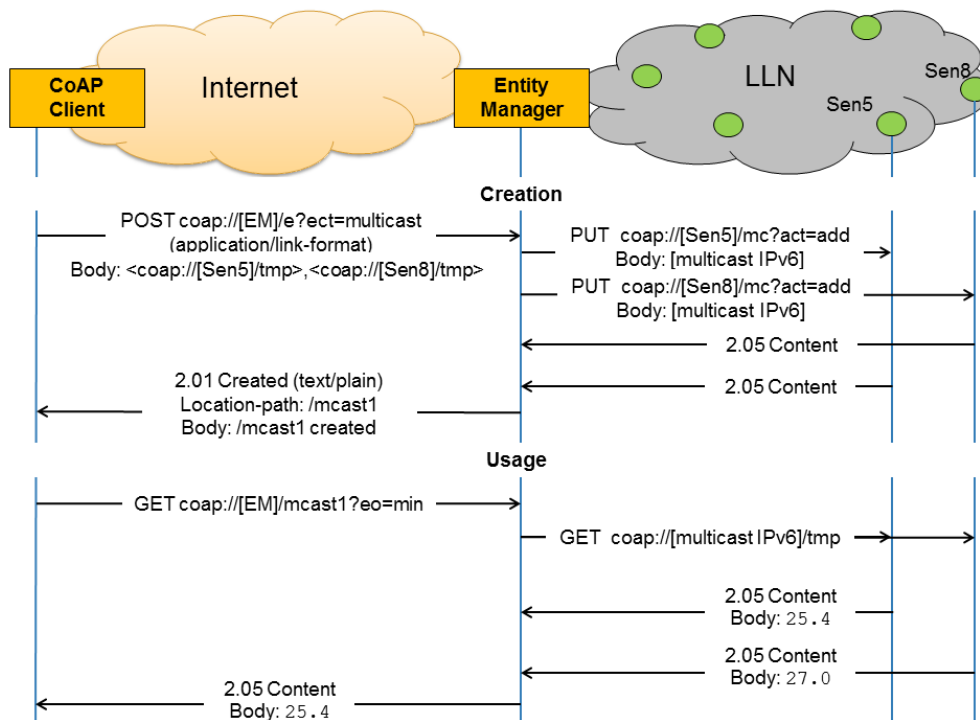 CoAP
Client
Internet
Entity
Manager
LLN
Sen8
Sen5
Creation
POST coap://[EM]/e?ect=multicast
(application/link-format)
Body: <coap://[Sen5]/tmp>,<coap://[Sen8]/tmp>
PUT coap://[Sen5]/mc?act=add
Body: [multicast IPv6]
PUT coap://[Sen8]/mc?act=add
Body: [multicast IPv6]
2.05 Content
2.05 Content
2.01 Created (text/plain)
Location-path: /mcast1
Body: /mcast1 created
Usage
GET coap://[EM]/mcast1?eo=min
GET coap://[multicast IPv6]/tmp
2.05 Content
Body: 25.4
2.05 Content
Body: 27.0
2.05 Content
Body: 25.4